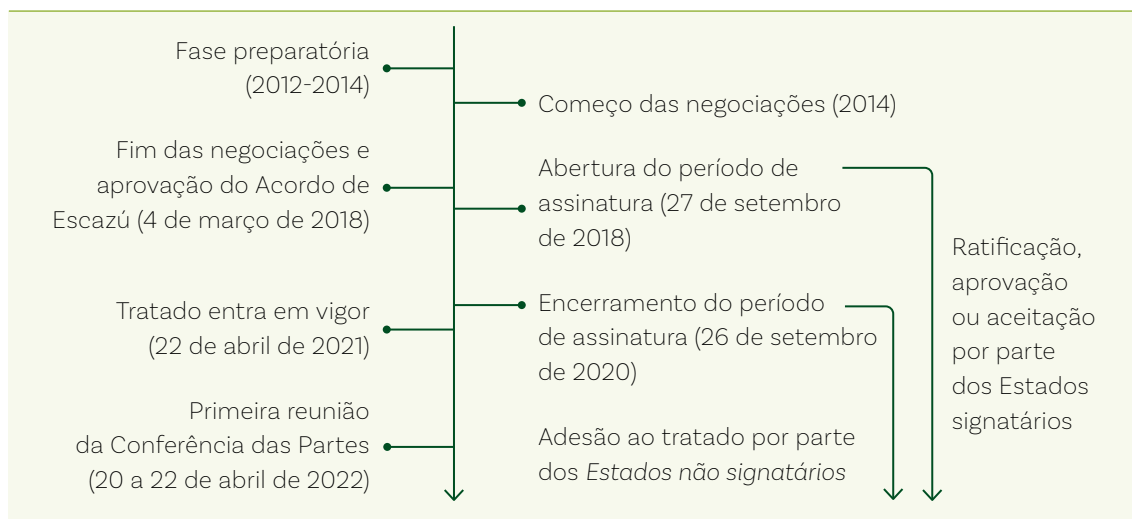 Fase preparatória
(2012-2014)
Começo das negociações (2014)
Fim das negociações e
aprovação do Acordo de
Escazú (4 de março de 2018)
Abertura do período de
assinatura (27 de setembro
de 2018)
Ratificação,
aprovação
ou aceitação
por parte
dos Estados
signatários
Encerramento do período
de assinatura (26 de setembro
de 2020)
Tratado entra em vigor
(22 de abril de 2021)
Primeira reunião
da Conferência das Partes
(20 a 22 de abril de 2022)
Adesão ao tratado por parte
dos Estados não signatários